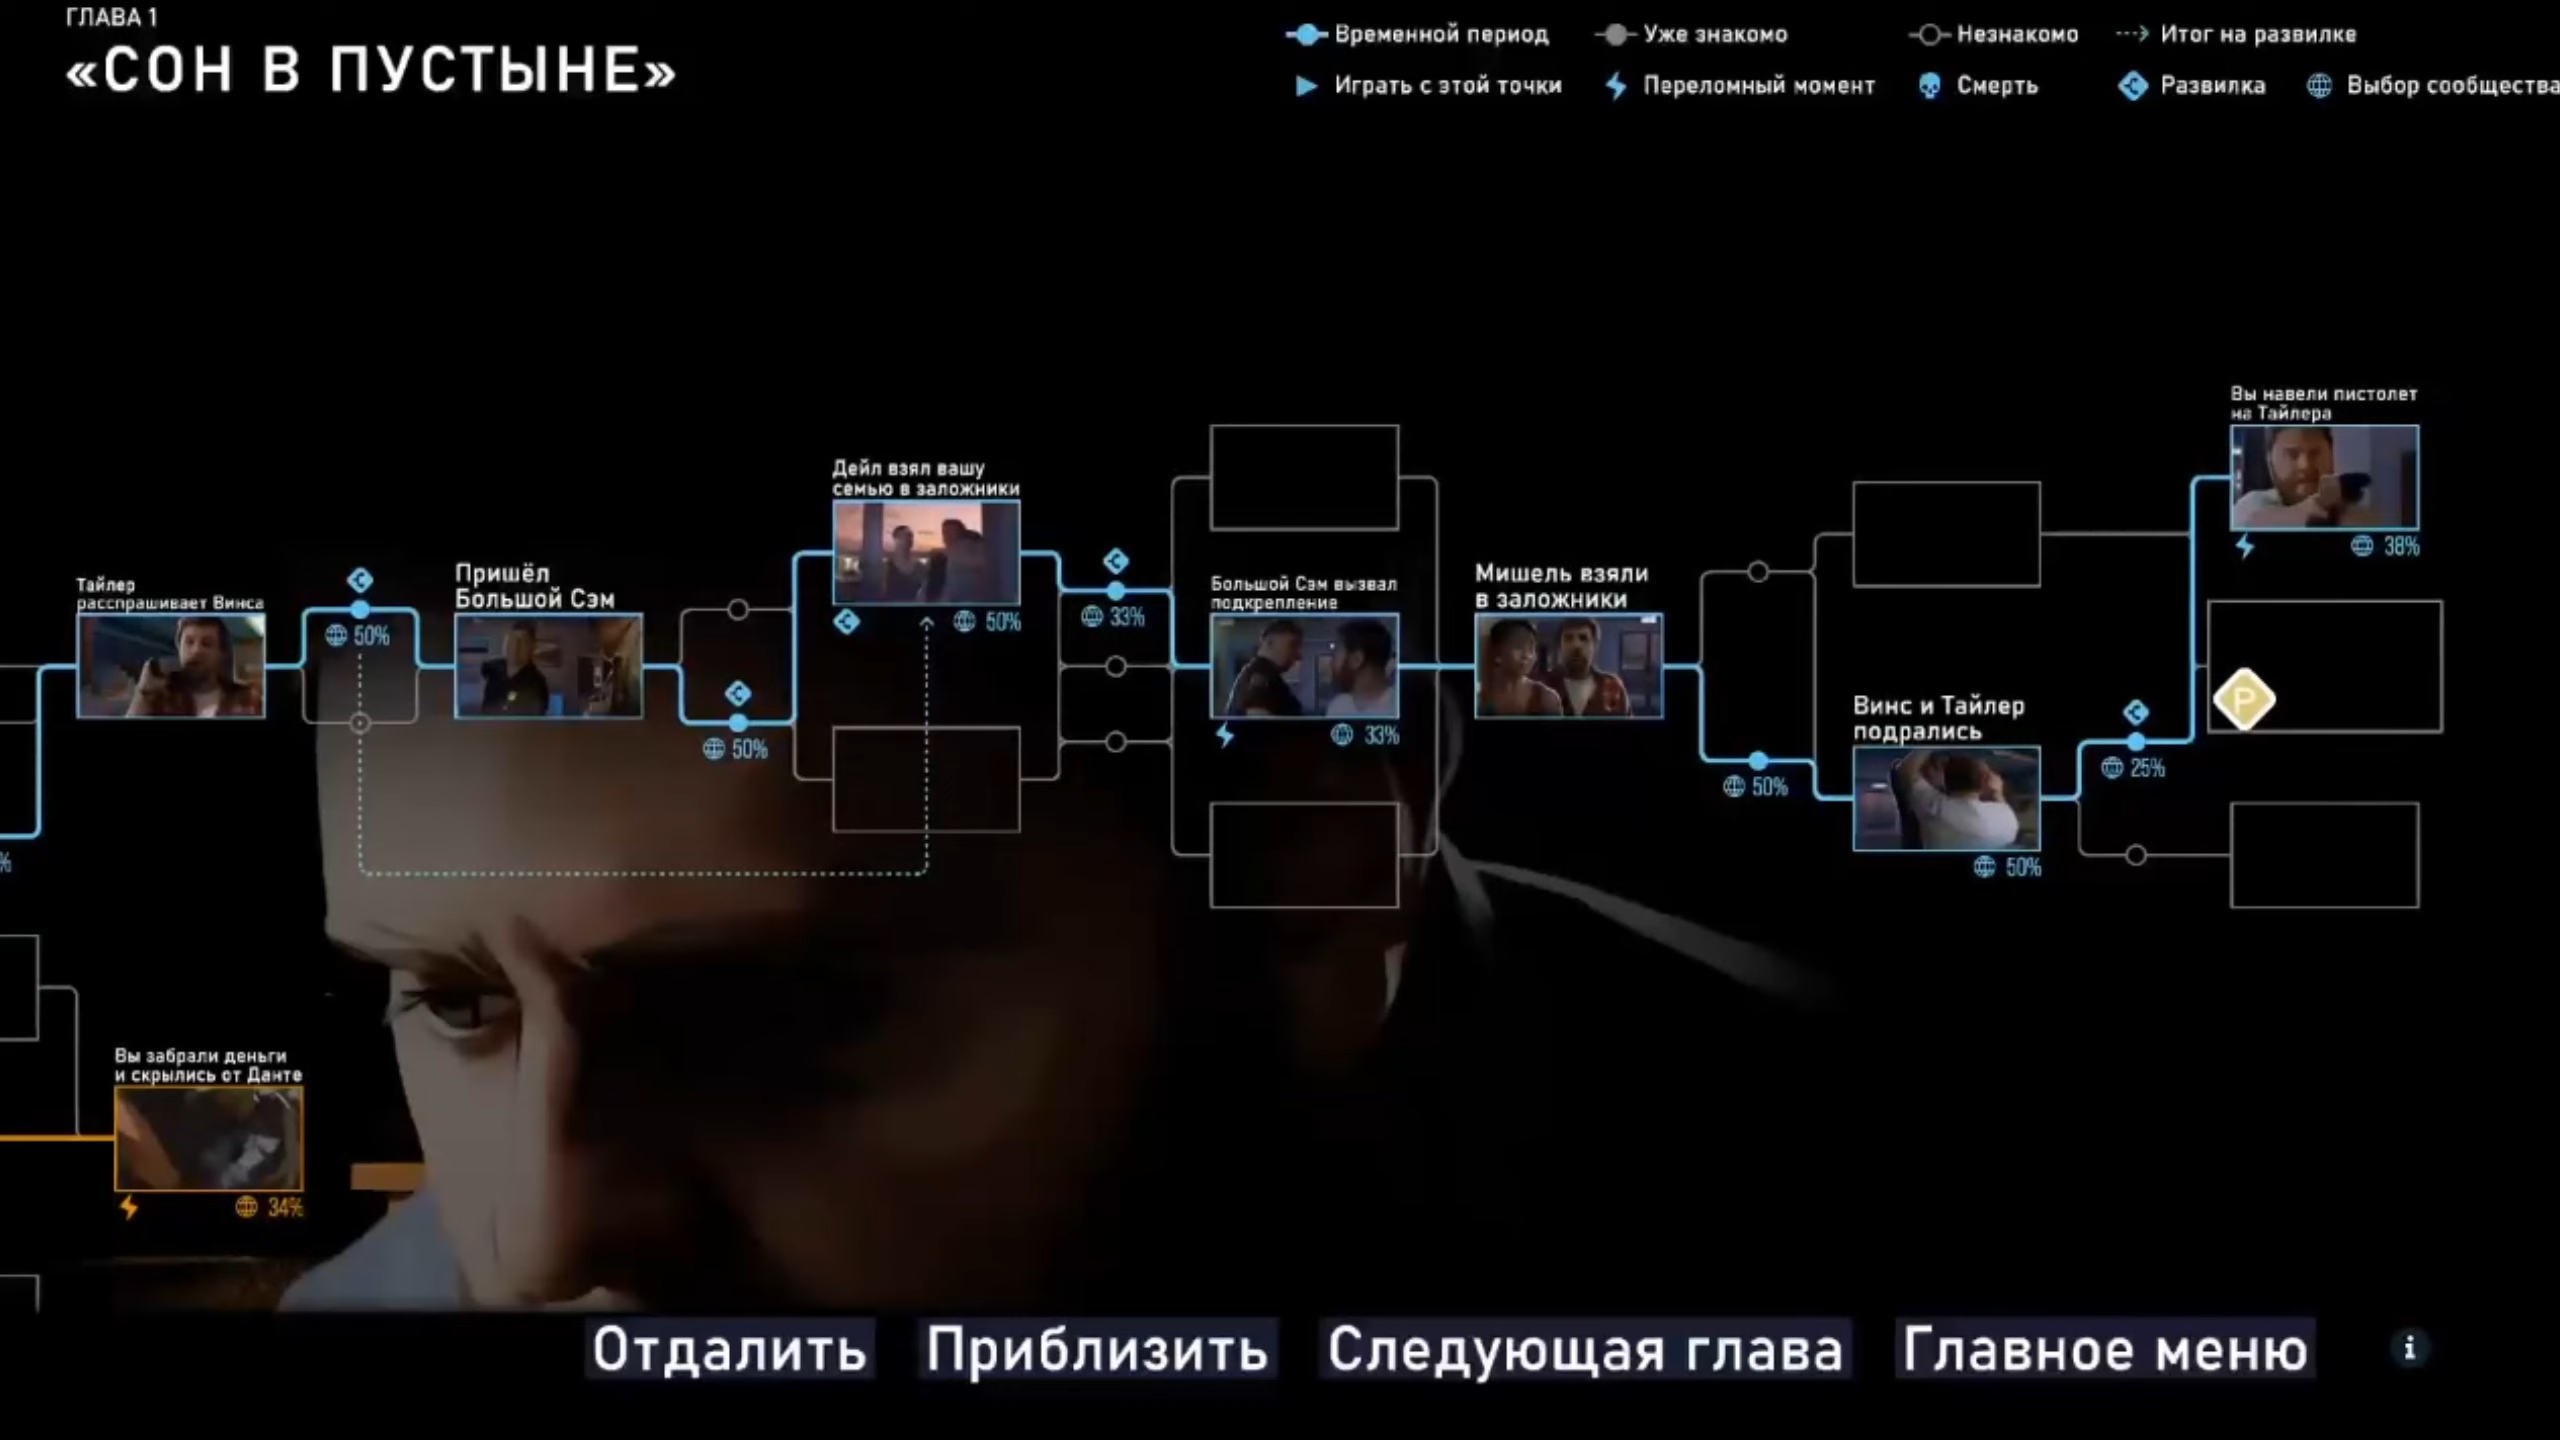 ГЛАВА 1
«СОН В ПУСТЫНЕ»
Временной период
Уже знакомо
Незнакомо
Итог на развилке
Играть с этой точки
Переломный момент
Смерть
Развилка
Выбор сообщества
Вы навели пистолет
на Тайлера
38%
Дейл взял вашу
семью в заложники
50%
33%
Тайлер
расспрашивает Винса
50%
Пришёл
Большой Сэм
50%
Большой Сэм вызвал
подкрепление
33%
Мишель взяли
в заложники
50%
Винс и Тайлер
подрались
50%
25%
P
%
Вы забрали деньги
и скрылись от Данте
34%
Отдалить
Приблизить
Следующая глава
Главное меню
i